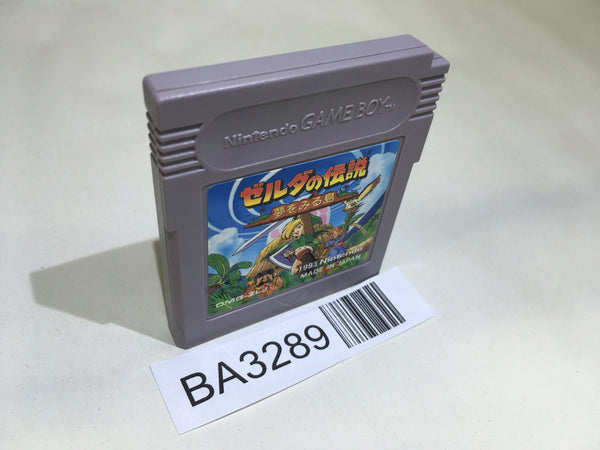 Nintendo GAME BOY TM
ゼルダの伝説
夢をみる島
©1993 Nintendo
MADE IN JAPAN
BA3289